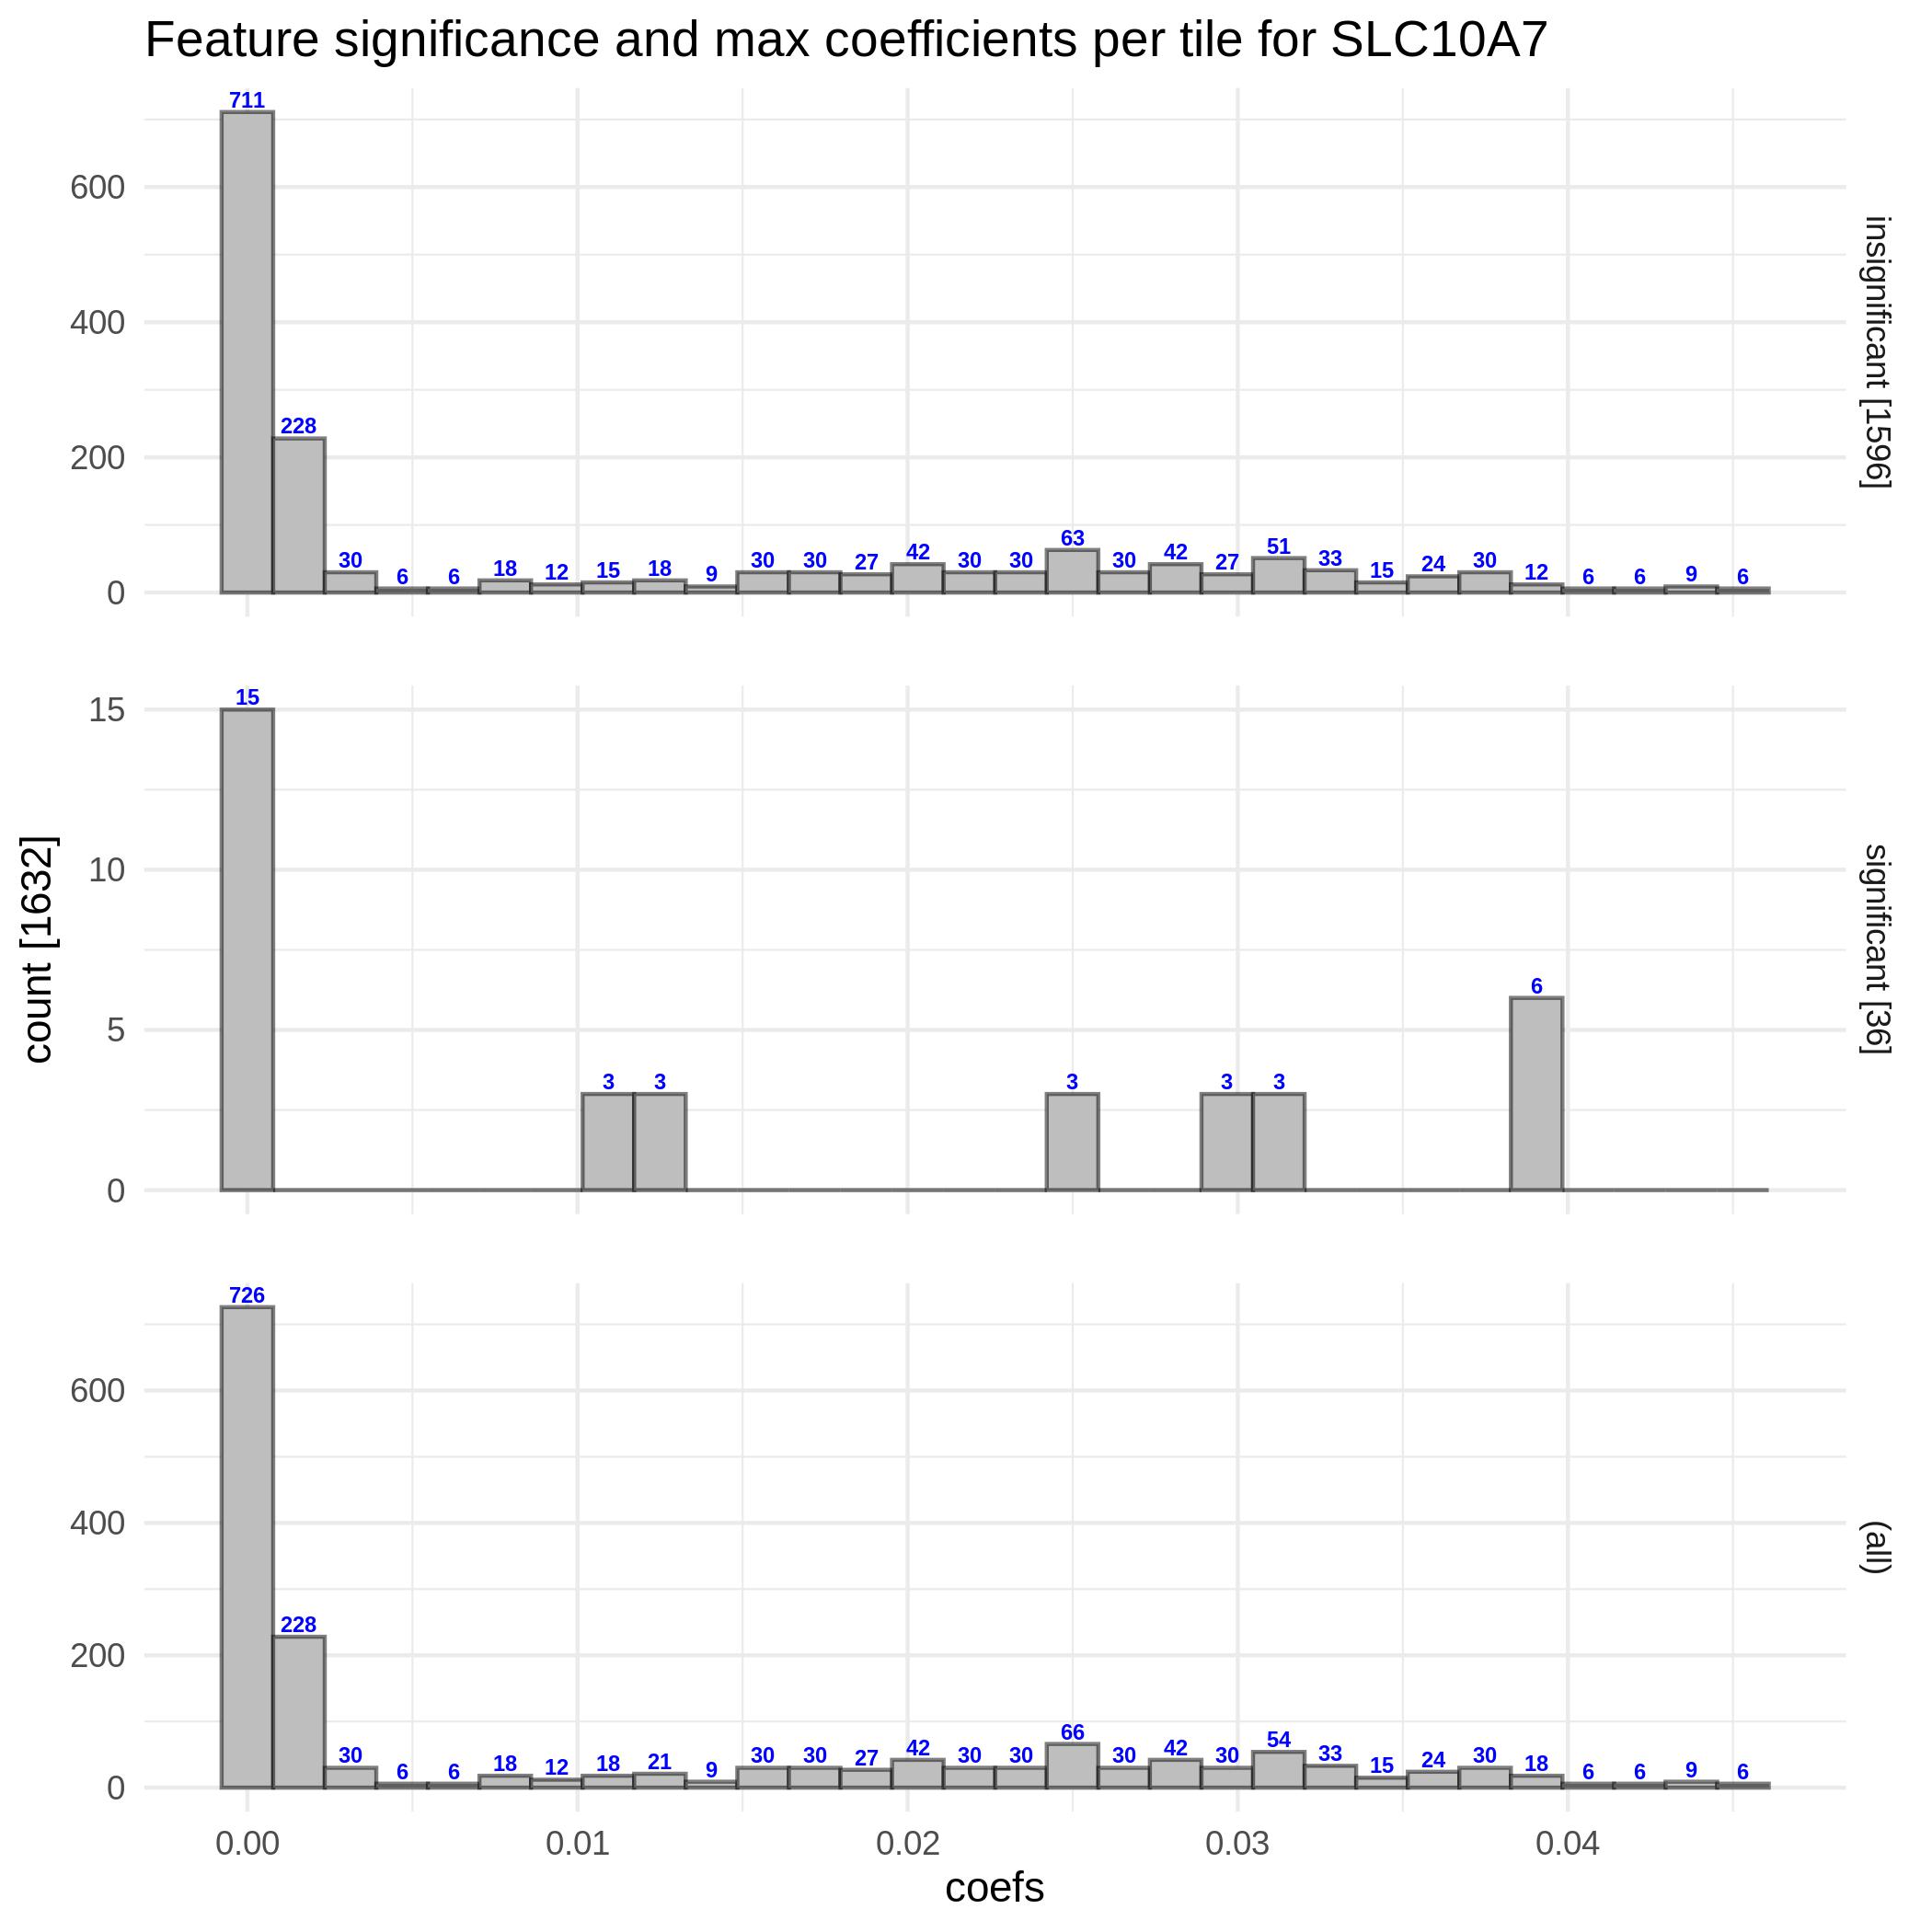 Feature significance and max coefficients per tile for SLC10A7
711
228
30 6 6 18 12 15 18 9 30 30 27 42 30 30 63 30 42 27 51 33 15 24 30 12 6 6 9 6
600
400
200
0
insignificant [1596]
15
3 3 3 3 3 6
15
10
5
0
significant [36]
count [1632]
726
228
30 6 6 18 12 18 21 9 30 30 27 42 30 30 66 30 42 30 54 33 15 24 30 18 6 6 9 6
600
400
200
0
(all)
0.00 0.01 0.02 0.03 0.04
coefs